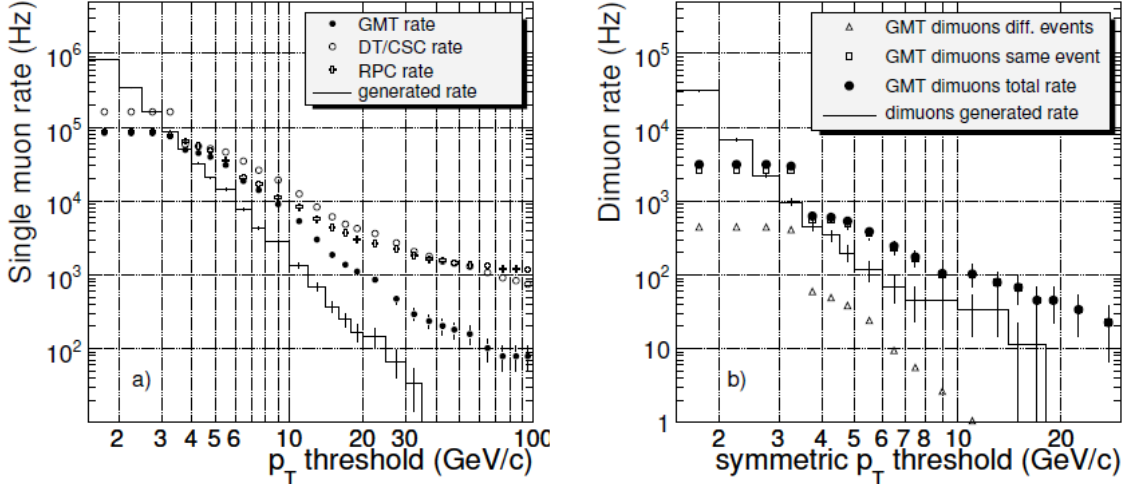 Single muon rate (Hz)
10^6
10^5
10^4
10^3
10^2
GMT rate
DT/CSC rate
RPC rate
generated rate
a)
2 3 4 5 6 10 20 30 100
p_T threshold (GeV/c)
Dimuon rate (Hz)
10^5
10^4
10^3
10^2
10
1
GMT dimuons diff. events
GMT dimuons same event
GMT dimuons total rate
dimuons generated rate
b)
2 3 4 5 6 7 8 10 20
symmetric p_T threshold (GeV/c)